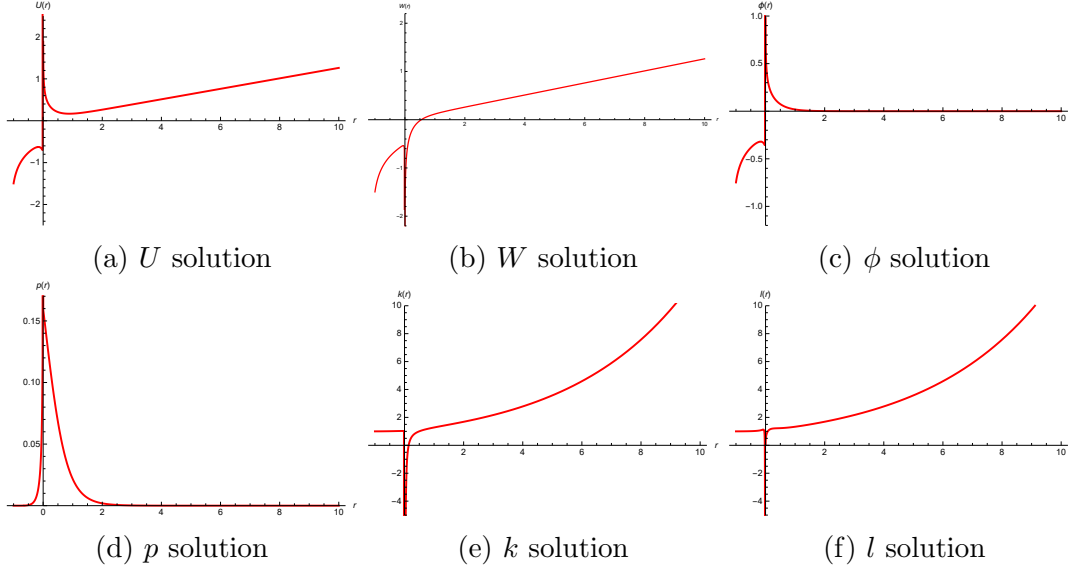 U(r)
2
1
-1
-2
2 4 6 8 10 r
(a) U solution
W(r)
2
1
-1
-2
2 4 6 8 10 r
(b) W solution
ϕ(r)
1.0
0.5
-0.5
-1.0
2 4 6 8 10 r
(c) ϕ solution
p(r)
0.15
0.10
0.05
0 2 4 6 8 10 r
(d) p solution
k(r)
10
8
6
4
2
-2
-4
2 4 6 8 10 r
(e) k solution
l(r)
10
8
6
4
2
-2
-4
2 4 6 8 10 r
(f) l solution